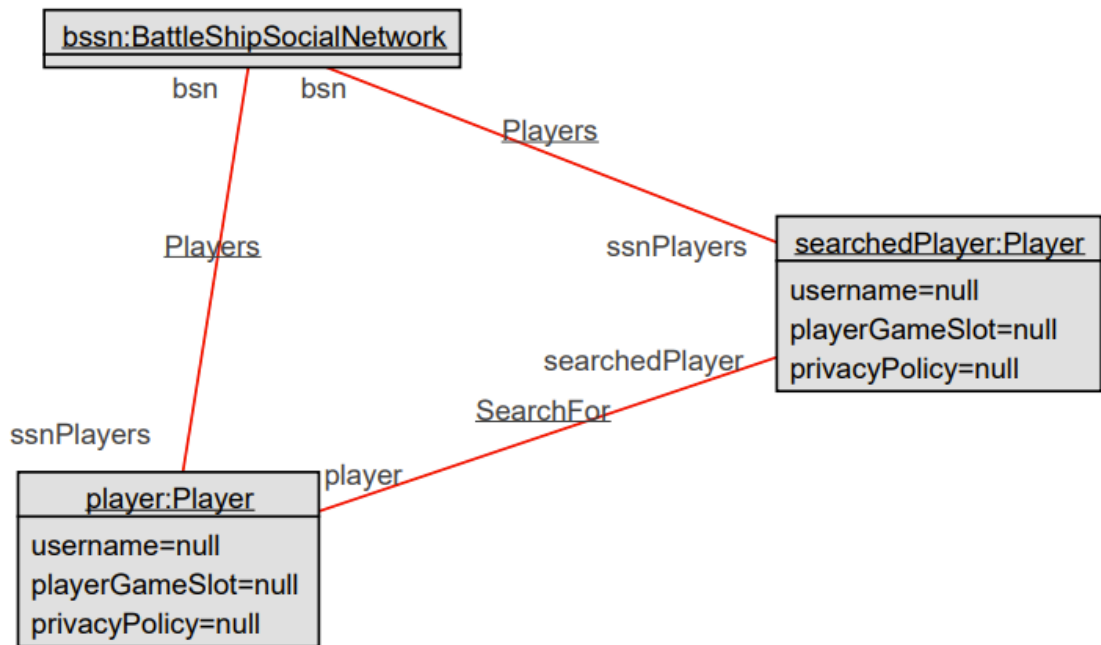 bssn:BattleShipSocialNetwork
bsn
bsn
Players
Players
ssnPlayers
searchedPlayer:Player
username=null
playerGameSlot=null
privacyPolicy=null
searchedPlayer
SearchFor
ssnPlayers
player
player:Player
username=null
playerGameSlot=null
privacyPolicy=null